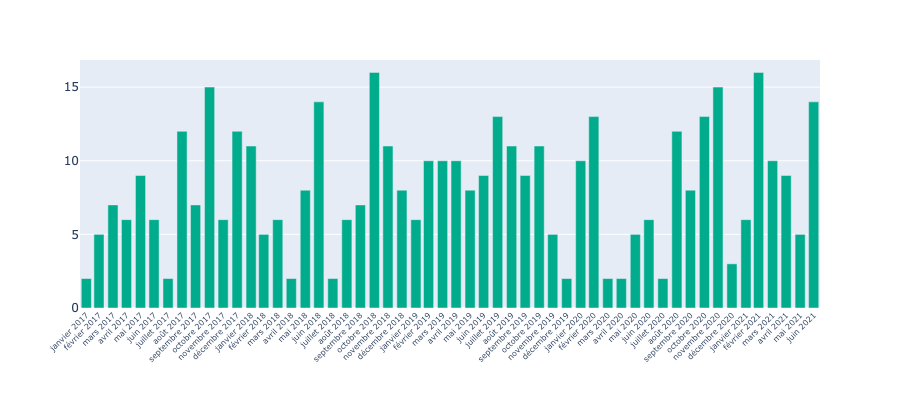 15
10
5
0
janvier 2017
février 2017
mars 2017
avril 2017
mai 2017
juin 2017
juillet 2017
août 2017
septembre 2017
octobre 2017
novembre 2017
décembre 2017
janvier 2018
février 2018
mars 2018
avril 2018
mai 2018
juin 2018
juillet 2018
août 2018
septembre 2018
octobre 2018
novembre 2018
décembre 2018
janvier 2019
février 2019
mars 2019
avril 2019
mai 2019
juin 2019
juillet 2019
août 2019
septembre 2019
octobre 2019
novembre 2019
décembre 2019
janvier 2020
février 2020
mars 2020
avril 2020
mai 2020
juin 2020
juillet 2020
août 2020
septembre 2020
octobre 2020
novembre 2020
décembre 2020
janvier 2021
février 2021
mars 2021
avril 2021
mai 2021
juin 2021